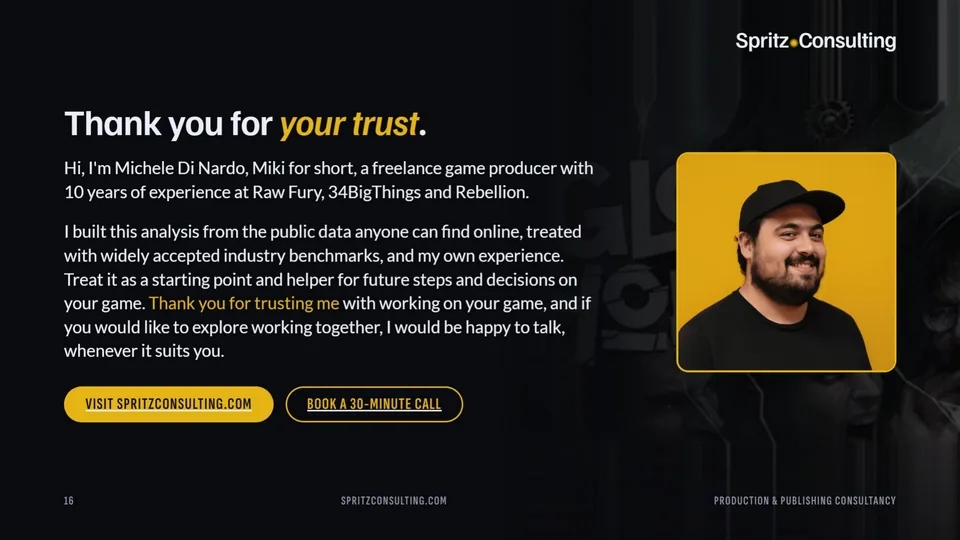 Spritz Consulting
Thank you for your trust.
Hi, I'm Michele Di Nardo, Miki for short, a freelance game producer with
10 years of experience at Raw Fury, 34BigThings and Rebellion.
I built this analysis from the public data anyone can find online, treated
with widely accepted industry benchmarks, and my own experience.
Treat it as a starting point and helper for future steps and decisions on
your game. Thank you for trusting me with working on your game, and if
you would like to explore working together, I would be happy to talk,
whenever it suits you.
VISIT SPRITZCONSULTING.COM
BOOK A 30-MINUTE CALL
16
SPRITZCONSULTING.COM
PRODUCTION & PUBLISHING CONSULTANCY